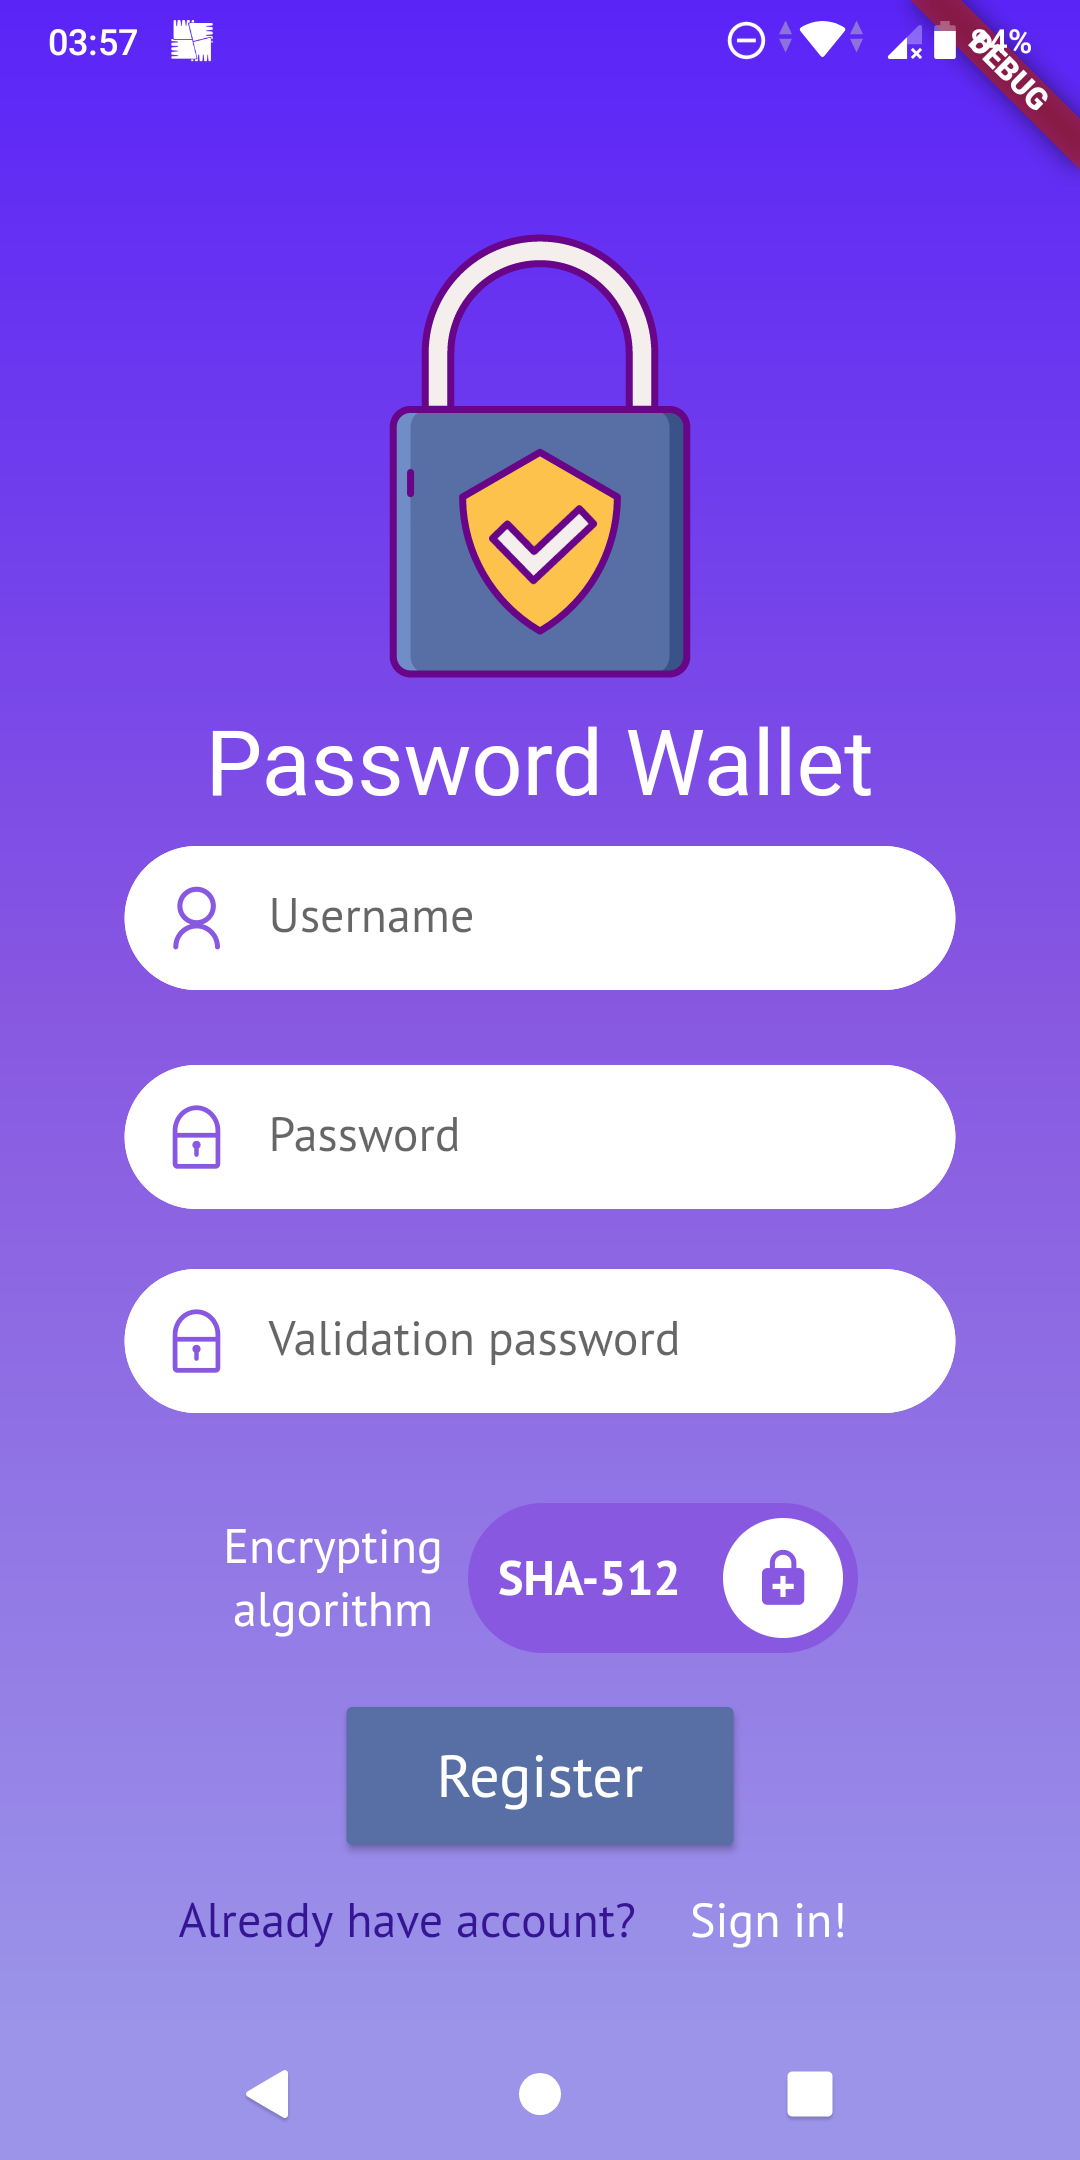 03:57
DEBUG
Password Wallet
Username
Password
Validation password
Encrypting
algorithm
SHA-512
Register
Already have account? Sign in!